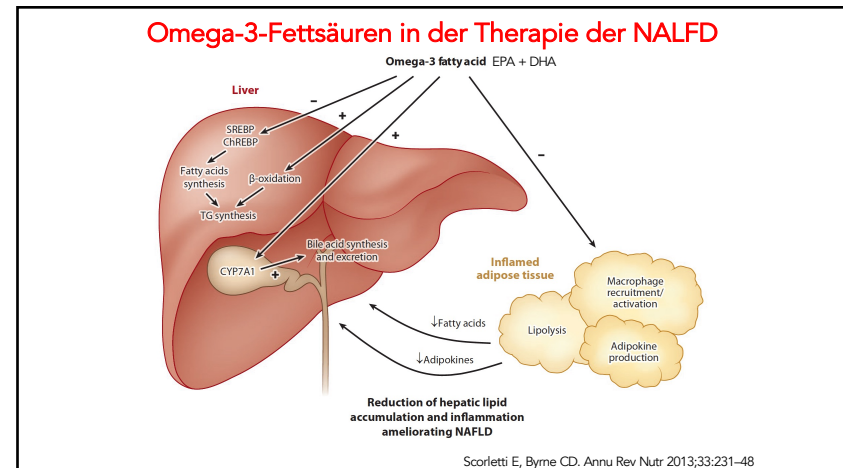 Omega-3-Fettsäuren in der Therapie der NALFD
Omega-3 fatty acid EPA + DHA
Liver
–
+
+
–
SREBP
ChREBP
Fatty acids
synthesis
β-oxidation
TG synthesis
Bile acid synthesis
and excretion
CYP7A1
+
Inflamed
adipose tissue
Macrophage
recruitment/
activation
Lipolysis
Adipokine
production
↓Fatty acids
↓Adipokines
Reduction of hepatic lipid
accumulation and inflammation
ameliorating NAFLD
Scorletti E, Byrne CD. Annu Rev Nutr 2013;33:231–48